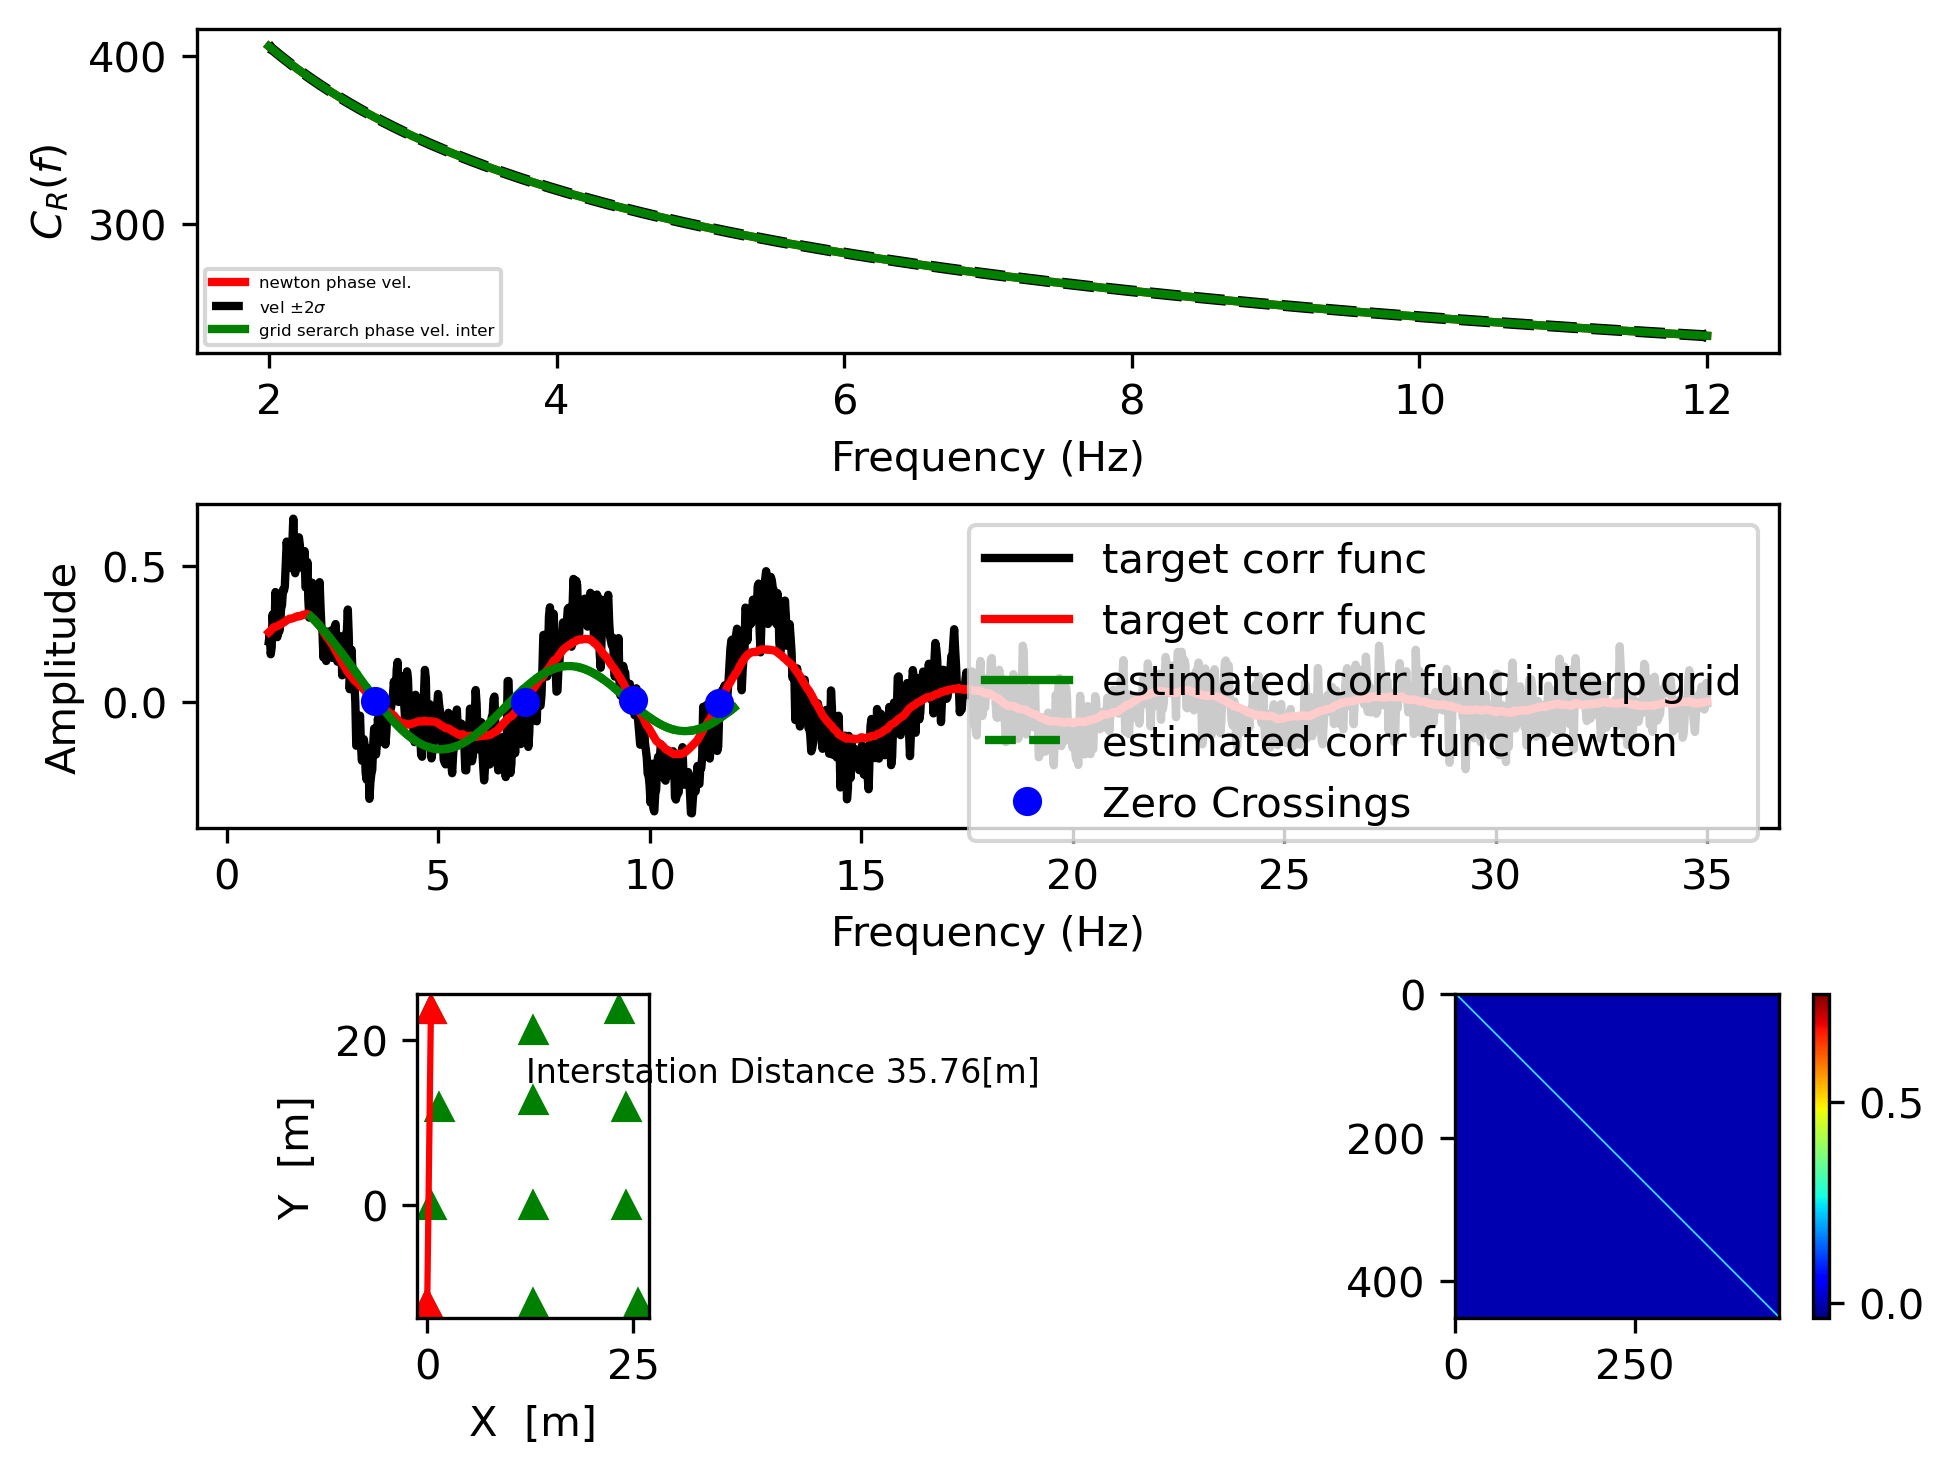 400
300
C_R(f)
newton phase vel.
vel ±2σ
grid serarch phase vel. inter
2 4 6 8 10 12
Frequency (Hz)
0.5
0.0
Amplitude
target corr func
target corr func
estimated corr func interp grid
estimated corr func newton
Zero Crossings
0 5 10 15 20 25 30 35
Frequency (Hz)
20
0
Y [m]
Interstation Distance 35.76[m]
0 25
X [m]
0
200
400
0 250
0.5
0.0